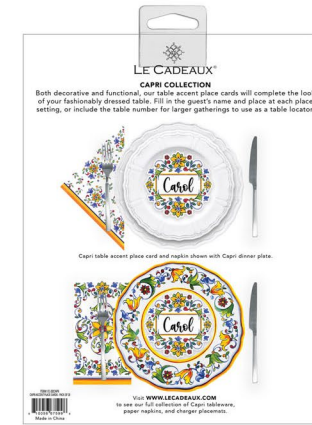 LE CADEAUX®
CAPRI COLLECTION
Both decorative and functional, our table accent place cards will complete the look
of your fashionably dressed table. Fill in the guest's name and place at each place
setting, or include the table number for larger gatherings to use as a table locator.
Carol
Capri table accent place card and napkin shown with Capri dinner plate.
Carol
Visit WWW.LECADEAUX.COM
to see our full collection of Capri tableware,
paper napkins, and charger placemats.
Made in China